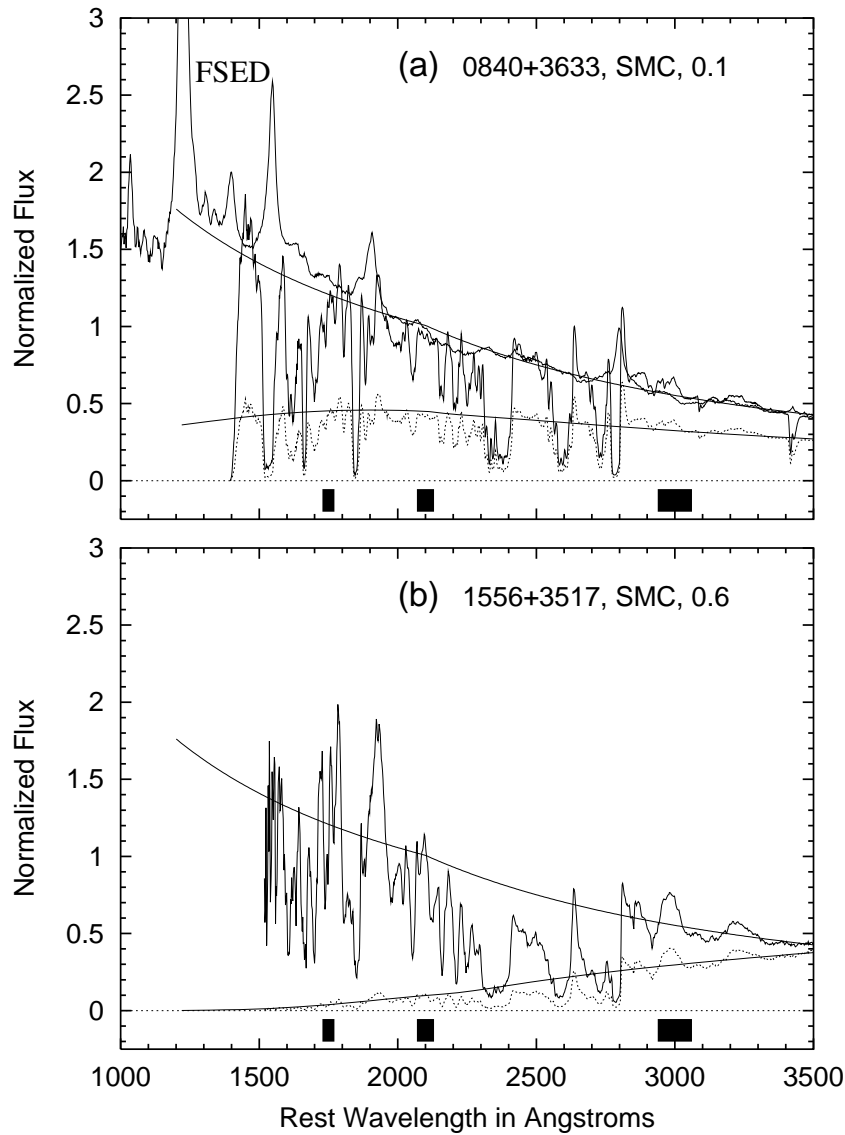 3
2.5
2
1.5
1
0.5
0
Normalized Flux
FSED
(a) 0840+3633, SMC, 0.1
3
2.5
2
1.5
1
0.5
0
Normalized Flux
(b) 1556+3517, SMC, 0.6
1000 1500 2000 2500 3000 3500
Rest Wavelength in Angstroms